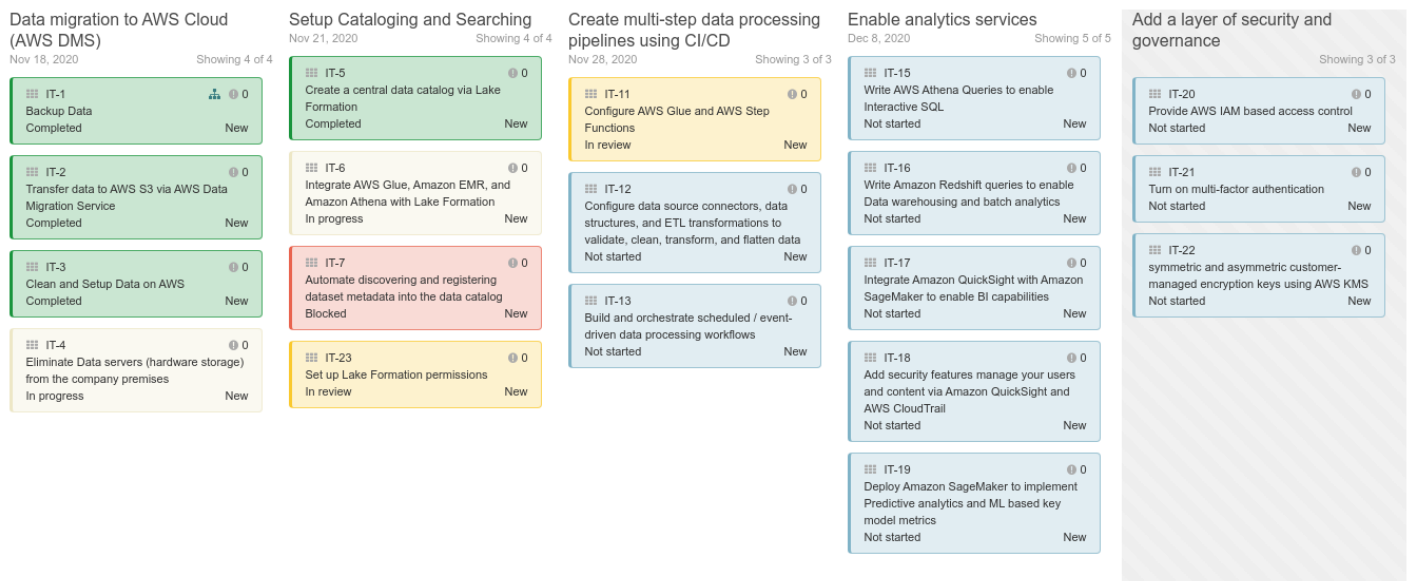 Data migration to AWS Cloud
(AWS DMS)
Nov 18, 2020 Showing 4 of 4
IT-1 0
Backup Data
Completed New
IT-2 0
Transfer data to AWS S3 via AWS Data
Migration Service
Completed New
IT-3 0
Clean and Setup Data on AWS
Completed New
IT-4 0
Eliminate Data servers (hardware storage)
from the company premises
In progress New
Setup Cataloging and Searching
Nov 21, 2020 Showing 4 of 4
IT-5 0
Create a central data catalog via Lake
Formation
Completed New
IT-6 0
Integrate AWS Glue, Amazon EMR, and
Amazon Athena with Lake Formation
In progress New
IT-7 0
Automate discovering and registering
dataset metadata into the data catalog
Blocked New
IT-23 0
Set up Lake Formation permissions
In review New
Create multi-step data processing
pipelines using CI/CD
Nov 28, 2020 Showing 3 of 3
IT-11 0
Configure AWS Glue and AWS Step
Functions
In review New
IT-12 0
Configure data source connectors, data
structures, and ETL transformations to
validate, clean, transform, and flatten data
Not started New
IT-13 0
Build and orchestrate scheduled / event-
driven data processing workflows
Not started New
Enable analytics services
Dec 8, 2020 Showing 5 of 5
IT-15 0
Write AWS Athena Queries to enable
Interactive SQL
Not started New
IT-16 0
Write Amazon Redshift queries to enable
Data warehousing and batch analytics
Not started New
IT-17 0
Integrate Amazon QuickSight with Amazon
SageMaker to enable BI capabilities
Not started New
IT-18 0
Add security features manage your users
and content via Amazon QuickSight and
AWS CloudTrail
Not started New
IT-19 0
Deploy Amazon SageMaker to implement
Predictive analytics and ML based key
model metrics
Not started New
Add a layer of security and
governance
Showing 3 of 3
IT-20 0
Provide AWS IAM based access control
Not started New
IT-21 0
Turn on multi-factor authentication
Not started New
IT-22 0
symmetric and asymmetric customer-
managed encryption keys using AWS KMS
Not started New